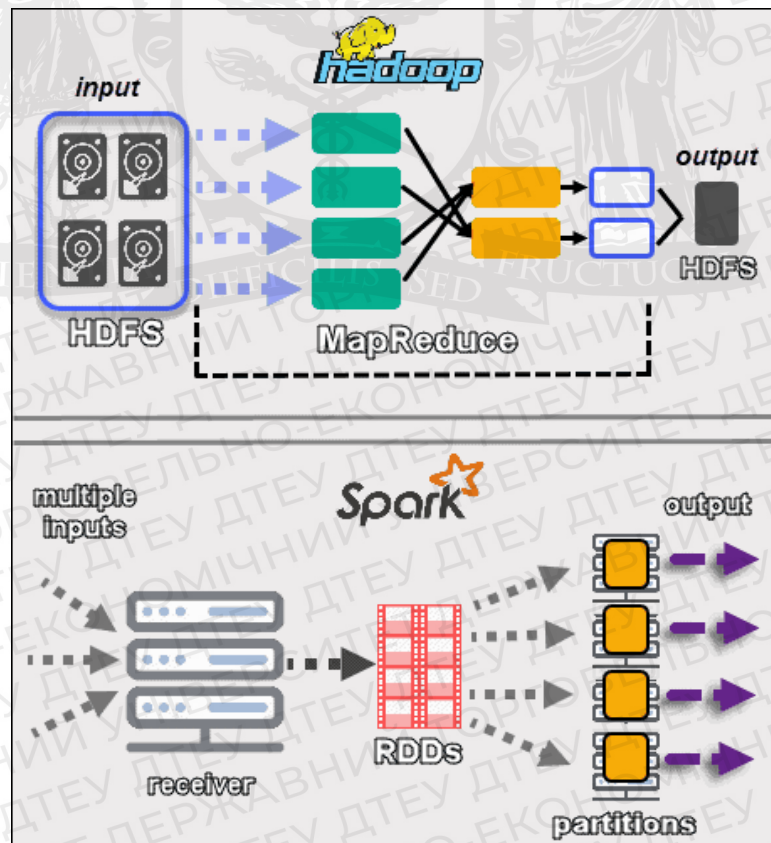 hadoop
input
output
HDFS
HDFS
MapReduce
Spark
multiple
inputs
output
RDDs
receiver
partitions